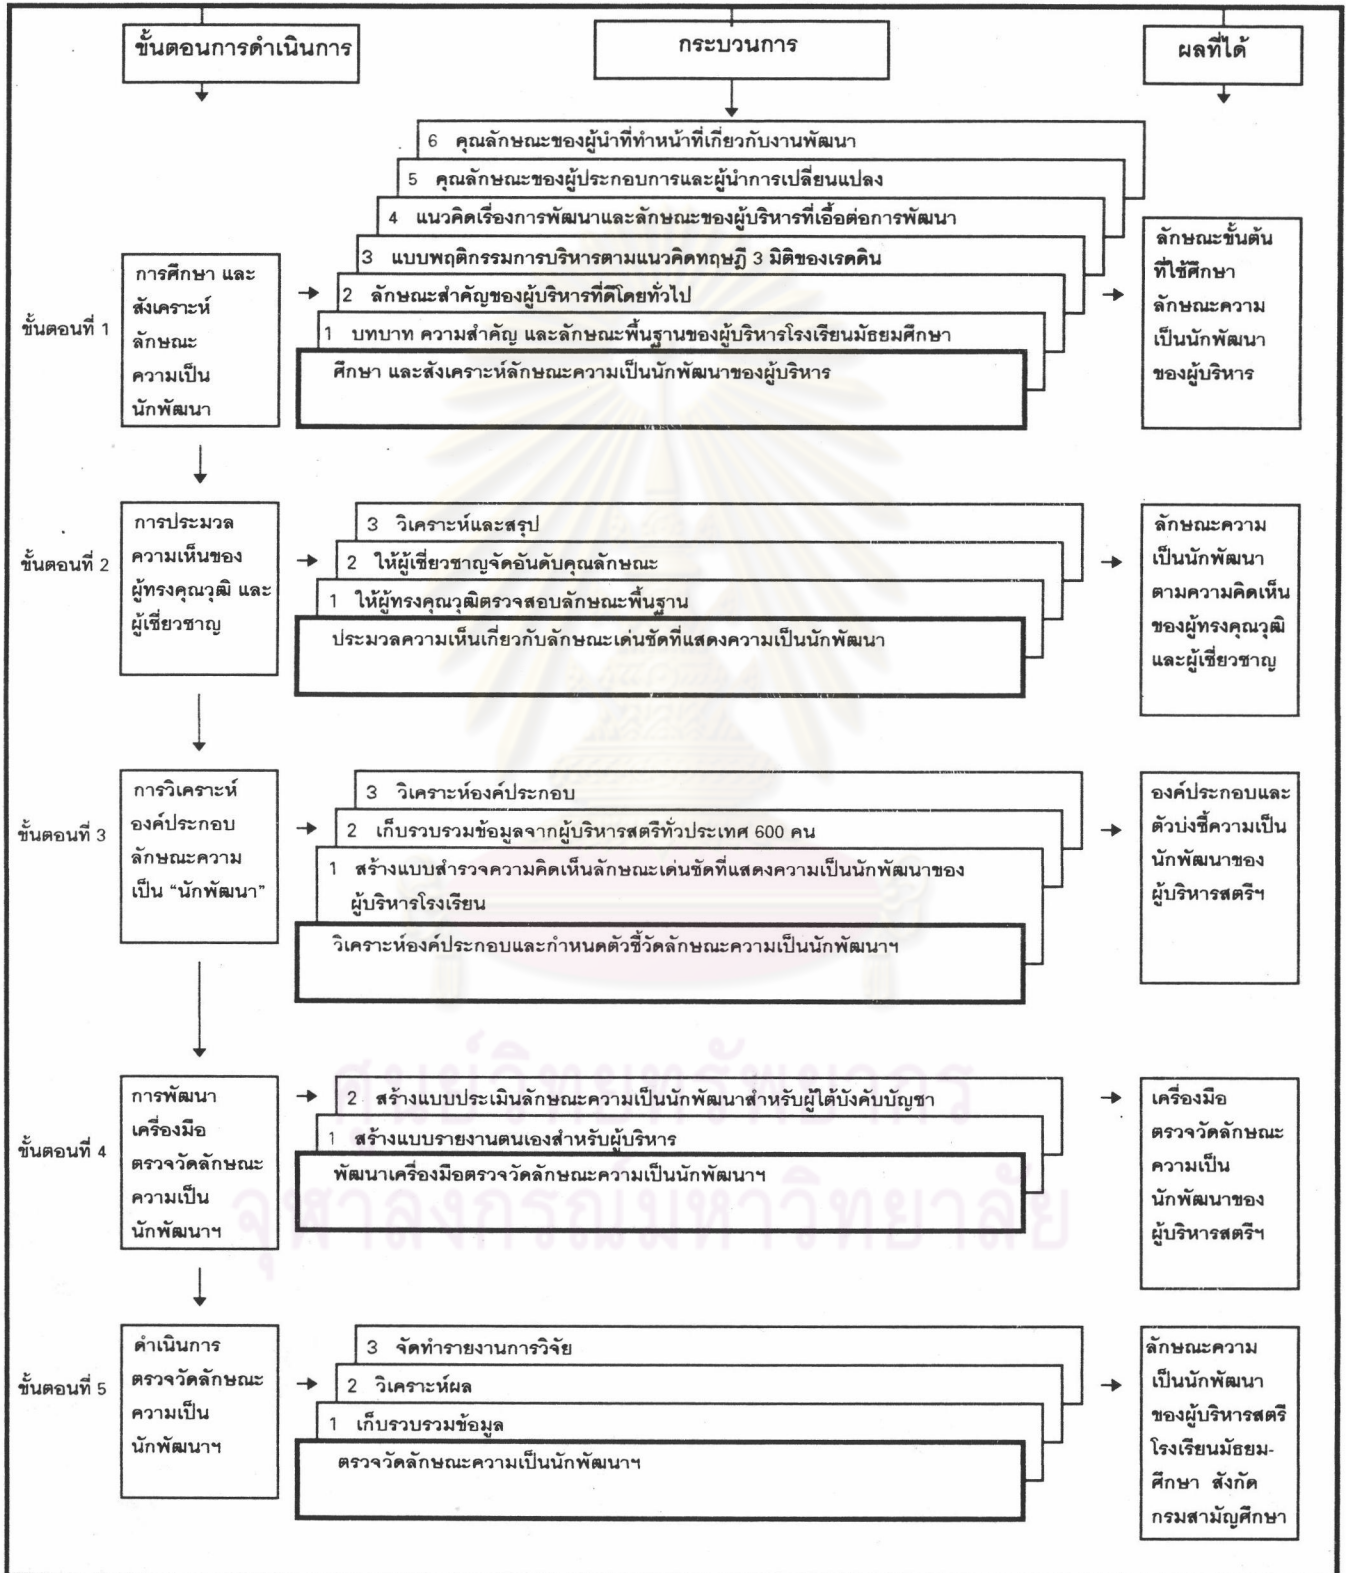 ขั้นตอนการดำเนินการ
กระบวนการ
ผลที่ได้
ขั้นตอนที่ 1
การศึกษา และ
สังเคราะห์
ลักษณะ
ความเป็น
นักพัฒนา
6 คุณลักษณะของผู้นำที่ทำหน้าที่เกี่ยวกับงานพัฒนา
5 คุณลักษณะของผู้ประกอบการและผู้นำการเปลี่ยนแปลง
4 แนวคิดเรื่องการพัฒนาและลักษณะของผู้บริหารที่เอื้อต่อการพัฒนา
3 แบบพฤติกรรมการบริหารตามแนวคิดทฤษฎี 3 มิติของเรดดิน
2 ลักษณะสำคัญของผู้บริหารที่ดีโดยทั่วไป
1 บทบาท ความสำคัญ และลักษณะพื้นฐานของผู้บริหารโรงเรียนมัธยมศึกษา
ศึกษา และสังเคราะห์ลักษณะความเป็นนักพัฒนาของผู้บริหาร
ลักษณะขั้นต้น
ที่ใช้ศึกษา
ลักษณะความ
เป็นนักพัฒนา
ของผู้บริหาร
ขั้นตอนที่ 2
การประมวล
ความเห็นของ
ผู้ทรงคุณวุฒิ และ
ผู้เชี่ยวชาญ
3 วิเคราะห์และสรุป
2 ให้ผู้เชี่ยวชาญจัดอันดับคุณลักษณะ
1 ให้ผู้ทรงคุณวุฒิตรวจสอบลักษณะพื้นฐาน
ประมวลความเห็นเกี่ยวกับลักษณะเด่นชัดที่แสดงความเป็นนักพัฒนา
ลักษณะความ
เป็นนักพัฒนา
ตามความคิดเห็น
ของผู้ทรงคุณวุฒิ
และผู้เชี่ยวชาญ
ขั้นตอนที่ 3
การวิเคราะห์
องค์ประกอบ
ลักษณะความ
เป็น “นักพัฒนา”
3 วิเคราะห์องค์ประกอบ
2 เก็บรวบรวมข้อมูลจากผู้บริหารสตรีทั่วประเทศ 600 คน
1 สร้างแบบสำรวจความคิดเห็นลักษณะเด่นชัดที่แสดงความเป็นนักพัฒนาของ
ผู้บริหารโรงเรียน
วิเคราะห์องค์ประกอบและกำหนดตัวชี้วัดลักษณะความเป็นนักพัฒนาฯ
องค์ประกอบและ
ตัวบ่งชี้ความเป็น
นักพัฒนาของ
ผู้บริหารสตรีฯ
ขั้นตอนที่ 4
การพัฒนา
เครื่องมือ
ตรวจวัดลักษณะ
ความเป็น
นักพัฒนาฯ
2 สร้างแบบประเมินลักษณะความเป็นนักพัฒนาสำหรับผู้ใต้บังคับบัญชา
1 สร้างแบบรายงานตนเองสำหรับผู้บริหาร
พัฒนาเครื่องมือตรวจวัดลักษณะความเป็นนักพัฒนาฯ
เครื่องมือ
ตรวจวัดลักษณะ
ความเป็น
นักพัฒนาของ
ผู้บริหารสตรีฯ
ศูนย์วิทยทรัพยากร
จุฬาลงกรณ์มหาวิทยาลัย
ขั้นตอนที่ 5
ดำเนินการ
ตรวจวัดลักษณะ
ความเป็น
นักพัฒนาฯ
3 จัดทำรายงานการวิจัย
2 วิเคราะห์ผล
1 เก็บรวบรวมข้อมูล
ตรวจวัดลักษณะความเป็นนักพัฒนาฯ
ลักษณะความ
เป็นนักพัฒนา
ของผู้บริหารสตรี
โรงเรียนมัธยม-
ศึกษา สังกัด
กรมสามัญศึกษา